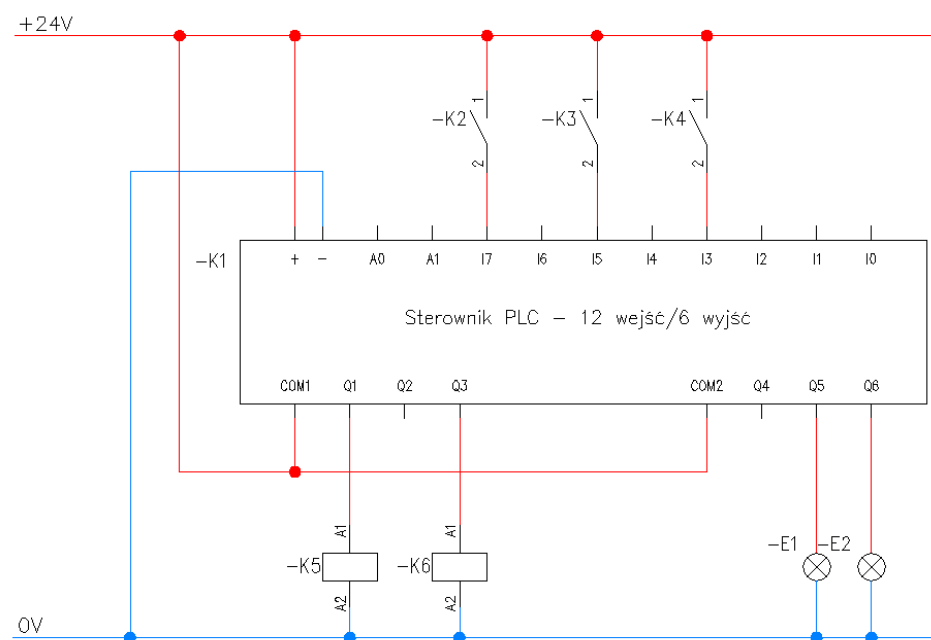 +24V
1 1 1
-K2 -K3 -K4
2 2 2
-K1
+ - A0 A1 I7 I6 I5 I4 I3 I2 I1 I0
Sterownik PLC - 12 wejść/6 wyjść
COM1 Q1 Q2 Q3 COM2 Q4 Q5 Q6
A1 A1
-K5 -K6 -E1 -E2
A2 A2
0V